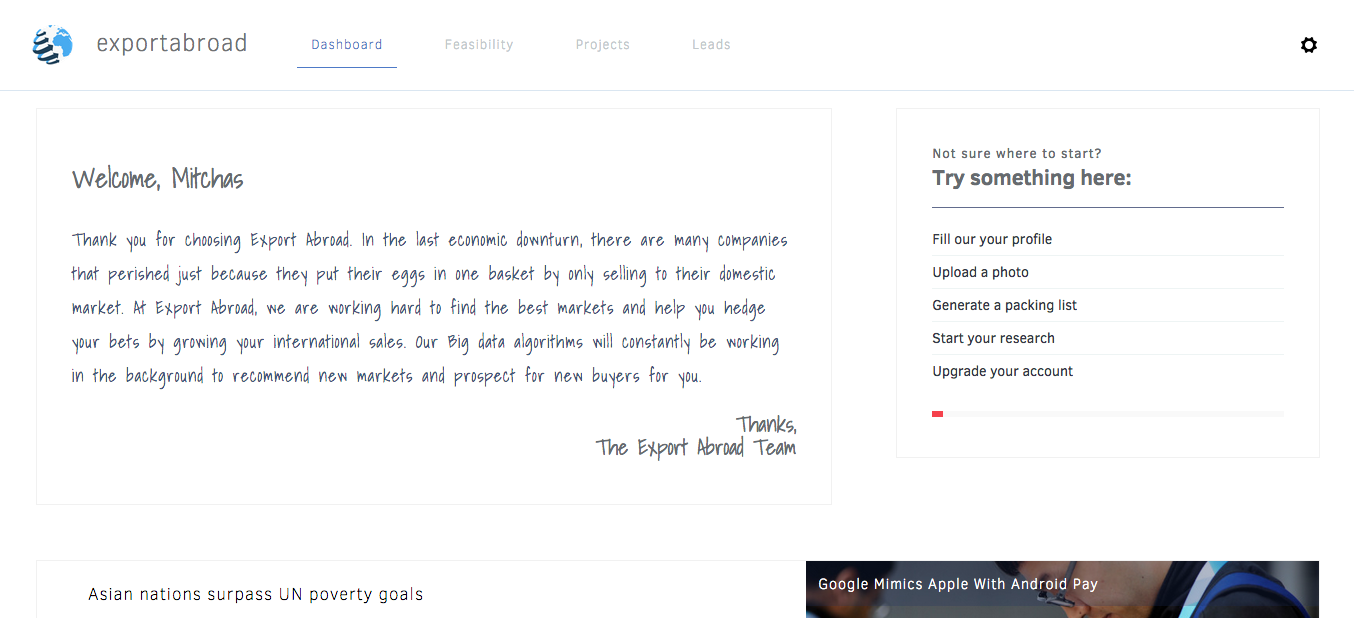 exportabroad
Dashboard
Feasibility
Projects
Leads
Welcome, Mitchas
Thank you for choosing Export Abroad. In the last economic downturn, there are many companies
that perished just because they put their eggs in one basket by only selling to their domestic
market. At Export Abroad, we are working hard to find the best markets and help you hedge
your bets by growing your international sales. Our Big data algorithms will constantly be working
in the background to recommend new markets and prospect for new buyers for you.
Thanks,
The Export Abroad Team
Not sure where to start?
Try something here:
Fill our your profile
Upload a photo
Generate a packing list
Start your research
Upgrade your account
Asian nations surpass UN poverty goals
Google Mimics Apple With Android Pay